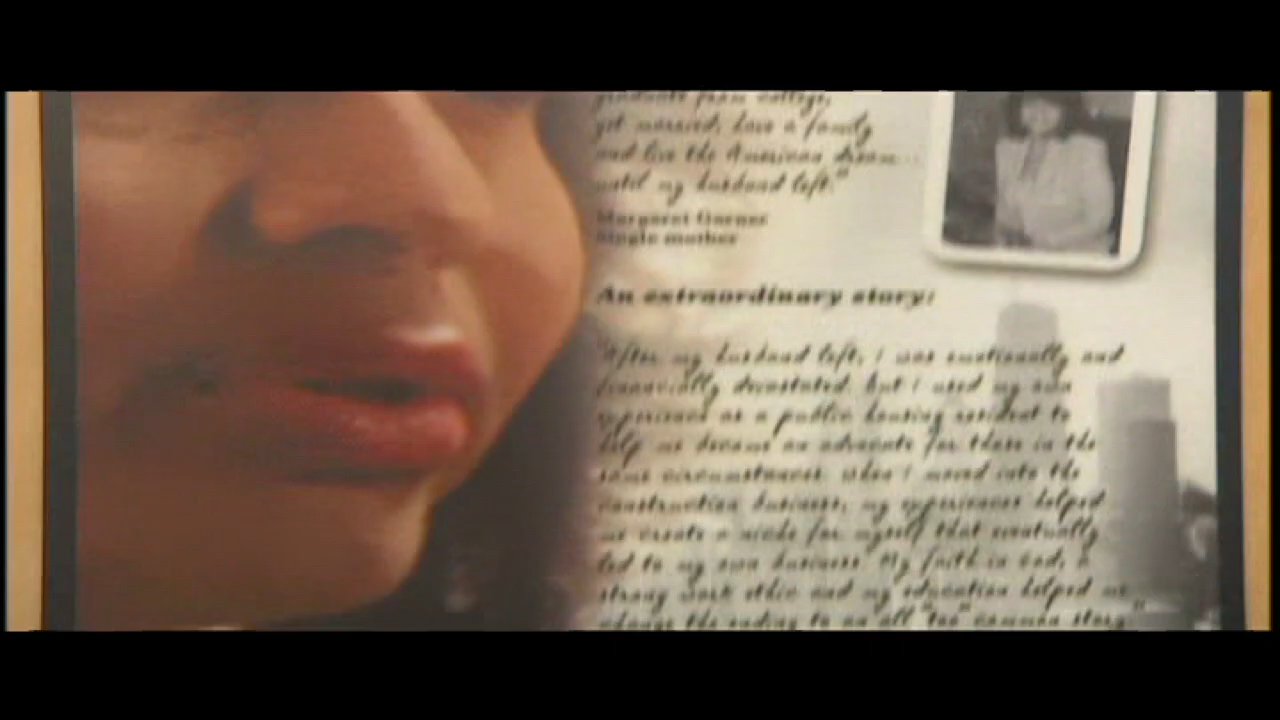 graduate from college,
get married, have a family
and live the American dream...
until my husband left."
Margaret Garner
Single mother
An extraordinary story:
"After my husband left, I was emotionally and
financially devastated, but I used my own
experience as a public housing resident to
help me become an advocate for those in the
same circumstances. When I moved into the
construction business, my experiences helped
me create a niche for myself that eventually
led to my own business. My faith in God, a
strong work ethic and my education helped me
change the ending to an all "too" common story."